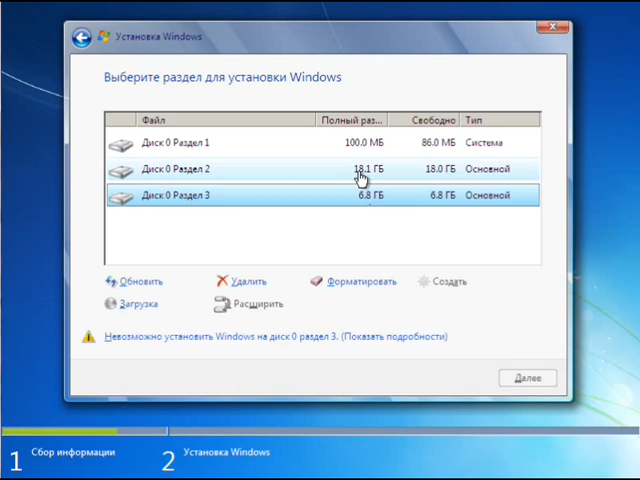 Установка Windows
Выберите раздел для установки Windows
Файл Полный раз... Свободно Тип
Диск 0 Раздел 1 100.0 МБ 86.0 МБ Система
Диск 0 Раздел 2 18.1 ГБ 18.0 ГБ Основной
Диск 0 Раздел 3 6.8 ГБ 6.8 ГБ Основной
Обновить Удалить Форматировать Создать
Загрузка Расширить
Невозможно установить Windows на диск 0 раздел 3. (Показать подробности)
Далее
1 Сбор информации 2 Установка Windows